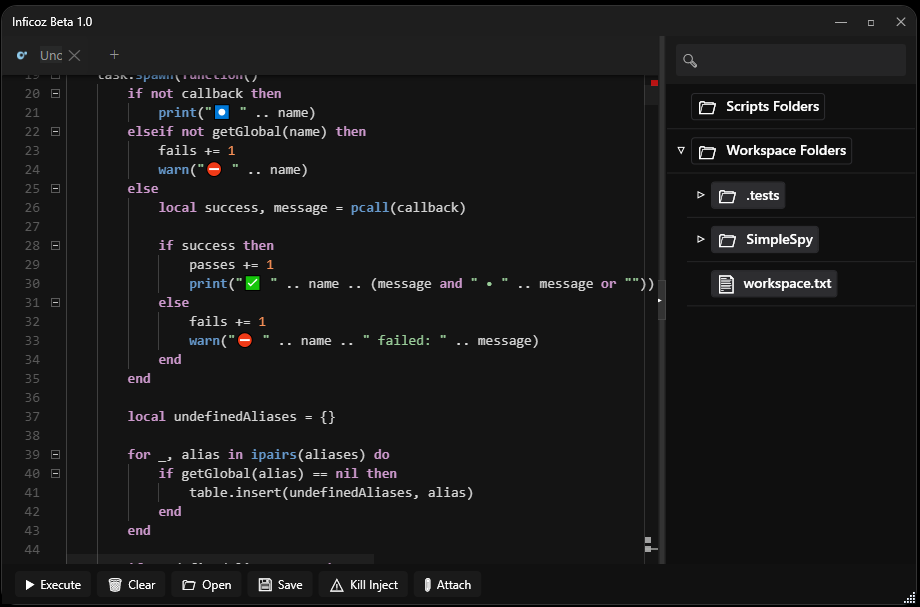 Inficoz Beta 1.0
Unc
19 task.spawn(function()
20 if not callback then
21 print("⏺️ " .. name)
22 elseif not getGlobal(name) then
23 fails += 1
24 warn("⛔ " .. name)
25 else
26 local success, message = pcall(callback)
27
28 if success then
29 passes += 1
30 print("✅ " .. name .. (message and " • " .. message or ""))
31 else
32 fails += 1
33 warn("⛔ " .. name .. " failed: " .. message)
34 end
35 end
36
37 local undefinedAliases = {}
38
39 for _, alias in ipairs(aliases) do
40 if getGlobal(alias) == nil then
41 table.insert(undefinedAliases, alias)
42 end
43 end
44
Scripts Folders
Workspace Folders
.tests
SimpleSpy
workspace.txt
Execute
Clear
Open
Save
Kill Inject
Attach